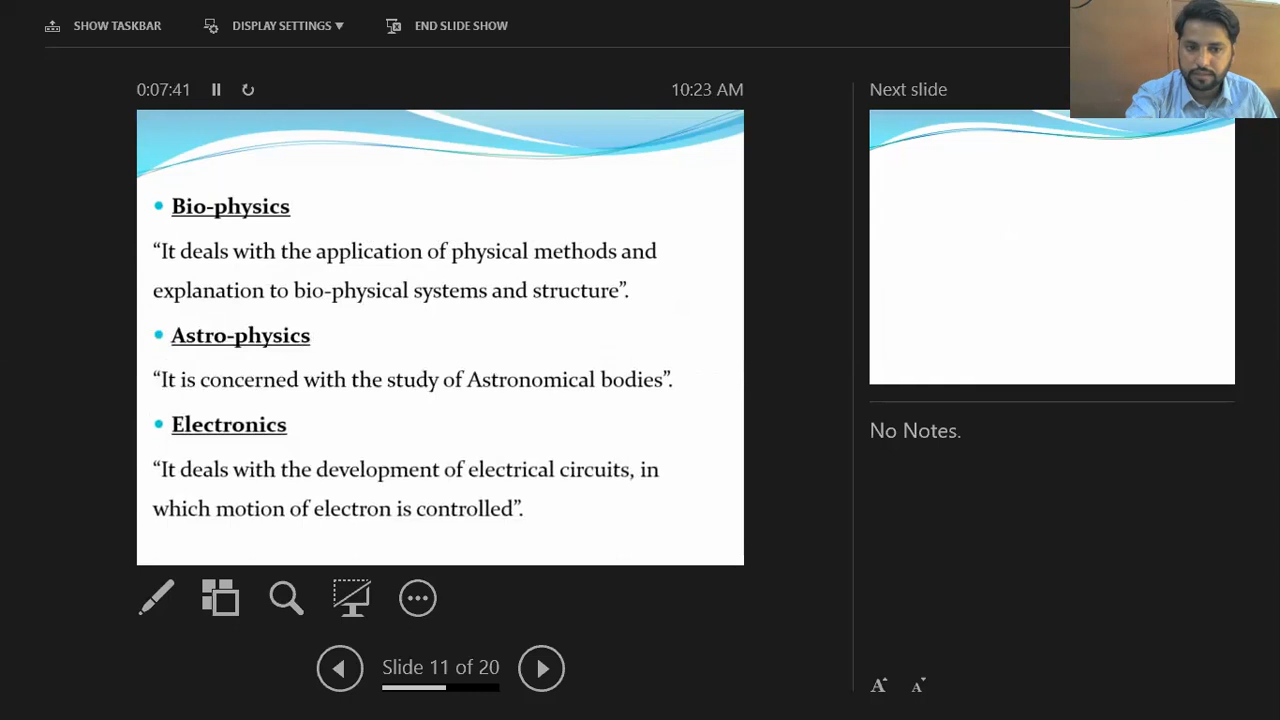 SHOW TASKBAR
DISPLAY SETTINGS ▼
END SLIDE SHOW
0:07:41
10:23 AM
Next slide
• Bio-physics
“It deals with the application of physical methods and
explanation to bio-physical systems and structure”.
• Astro-physics
“It is concerned with the study of Astronomical bodies”.
• Electronics
“It deals with the development of electrical circuits, in
which motion of electron is controlled”.
No Notes.
Slide 11 of 20
A A